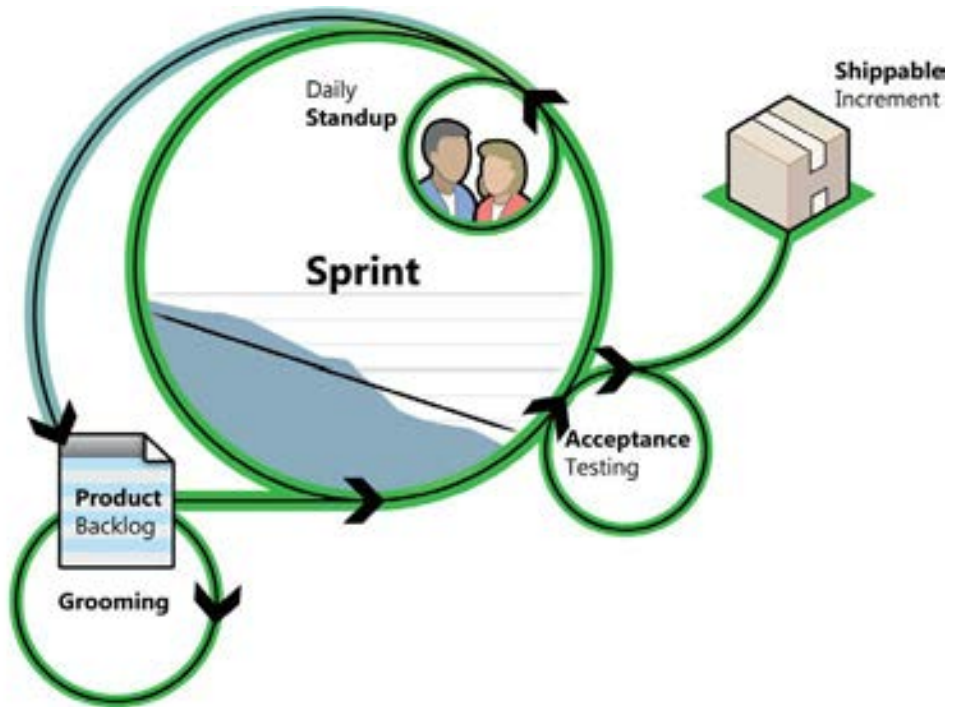 Daily
Standup
Shippable
Increment
Sprint
Acceptance
Testing
Product
Backlog
Grooming